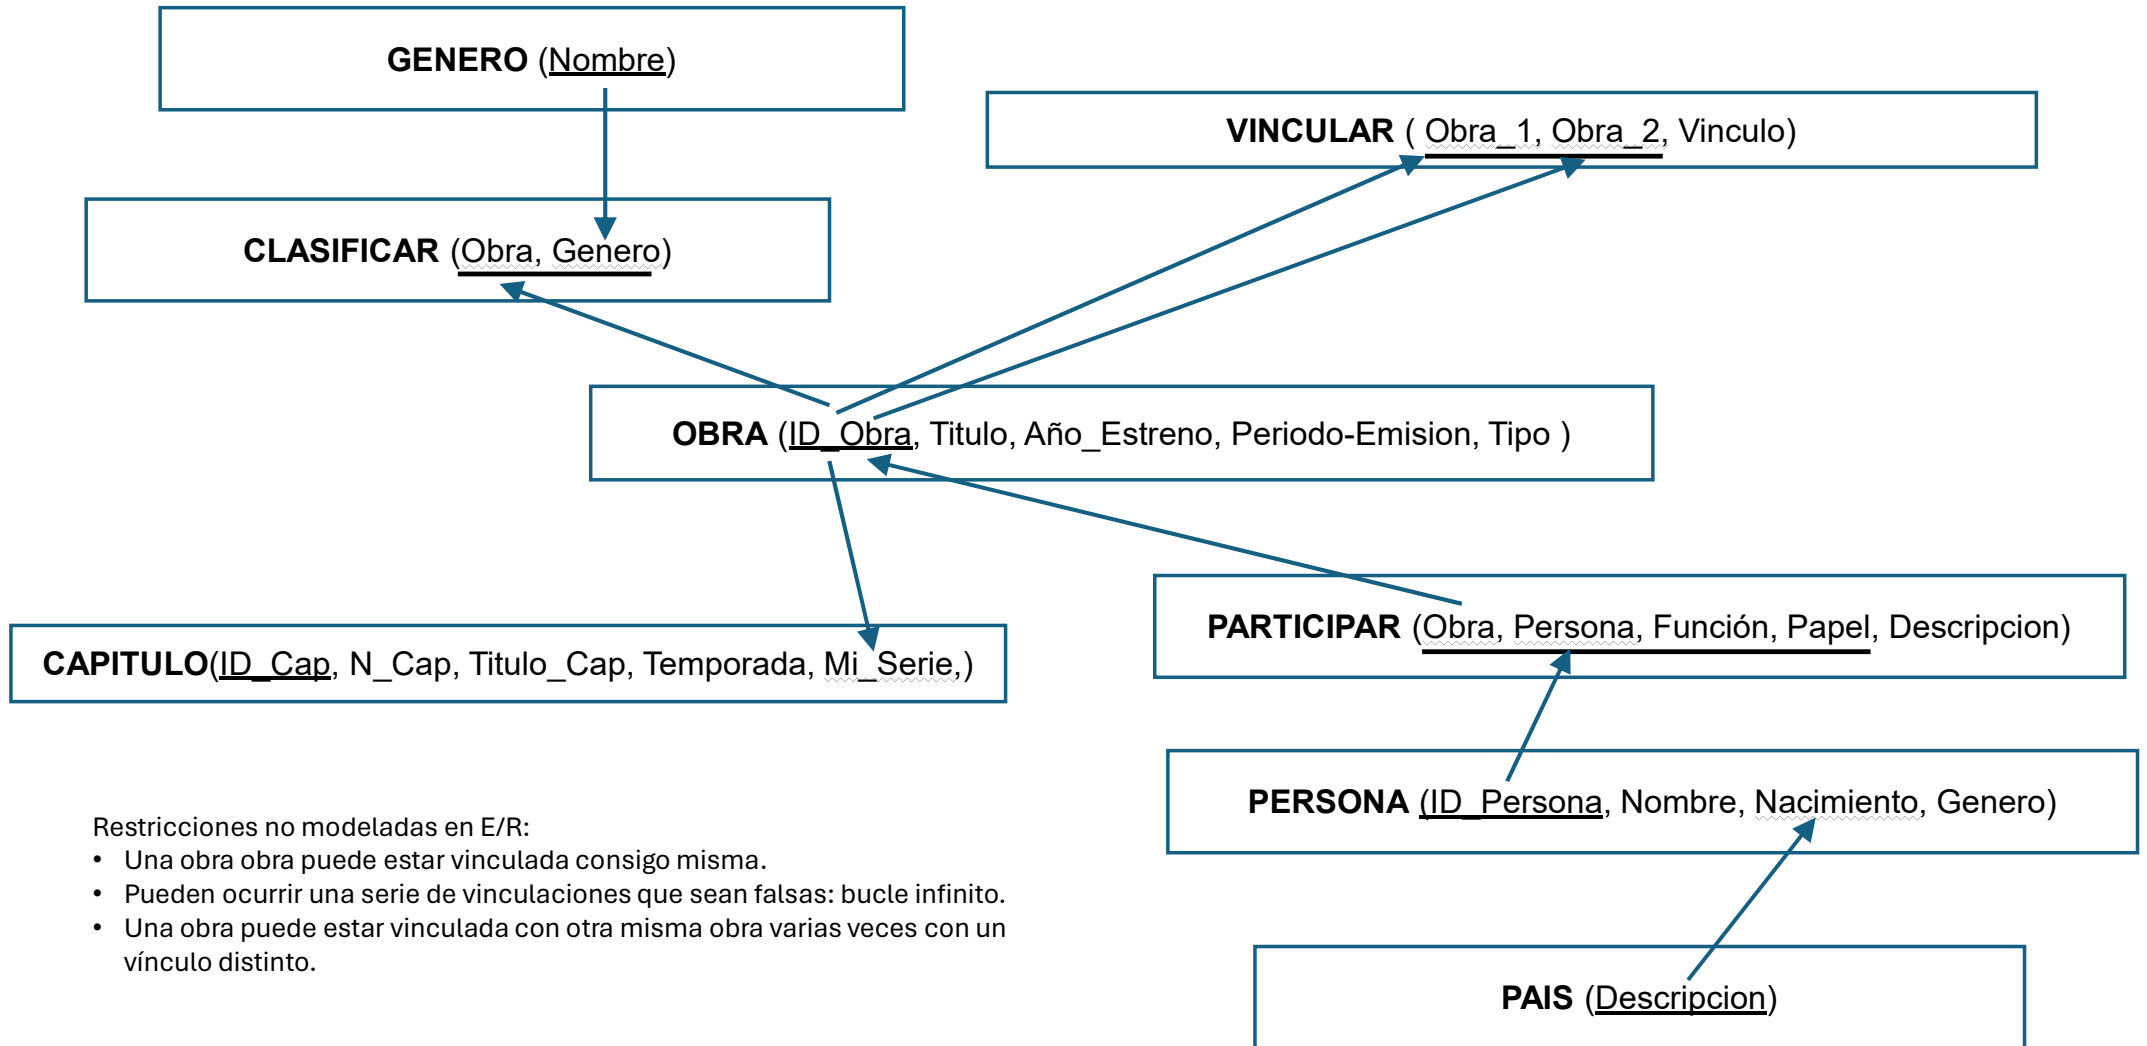 GENERO (Nombre)
VINCULAR ( Obra_1, Obra_2, Vinculo)
CLASIFICAR (Obra, Genero)
OBRA (ID_Obra, Titulo, Año_Estreno, Periodo-Emision, Tipo )
PARTICIPAR (Obra, Persona, Función, Papel, Descripcion)
CAPITULO(ID_Cap, N_Cap, Titulo_Cap, Temporada, Mi_Serie,)
PERSONA (ID_Persona, Nombre, Nacimiento, Genero)
Restricciones no modeladas en E/R:
• Una obra obra puede estar vinculada consigo misma.
• Pueden ocurrir una serie de vinculaciones que sean falsas: bucle infinito.
• Una obra puede estar vinculada con otra misma obra varias veces con un
vínculo distinto.
PAIS (Descripcion)